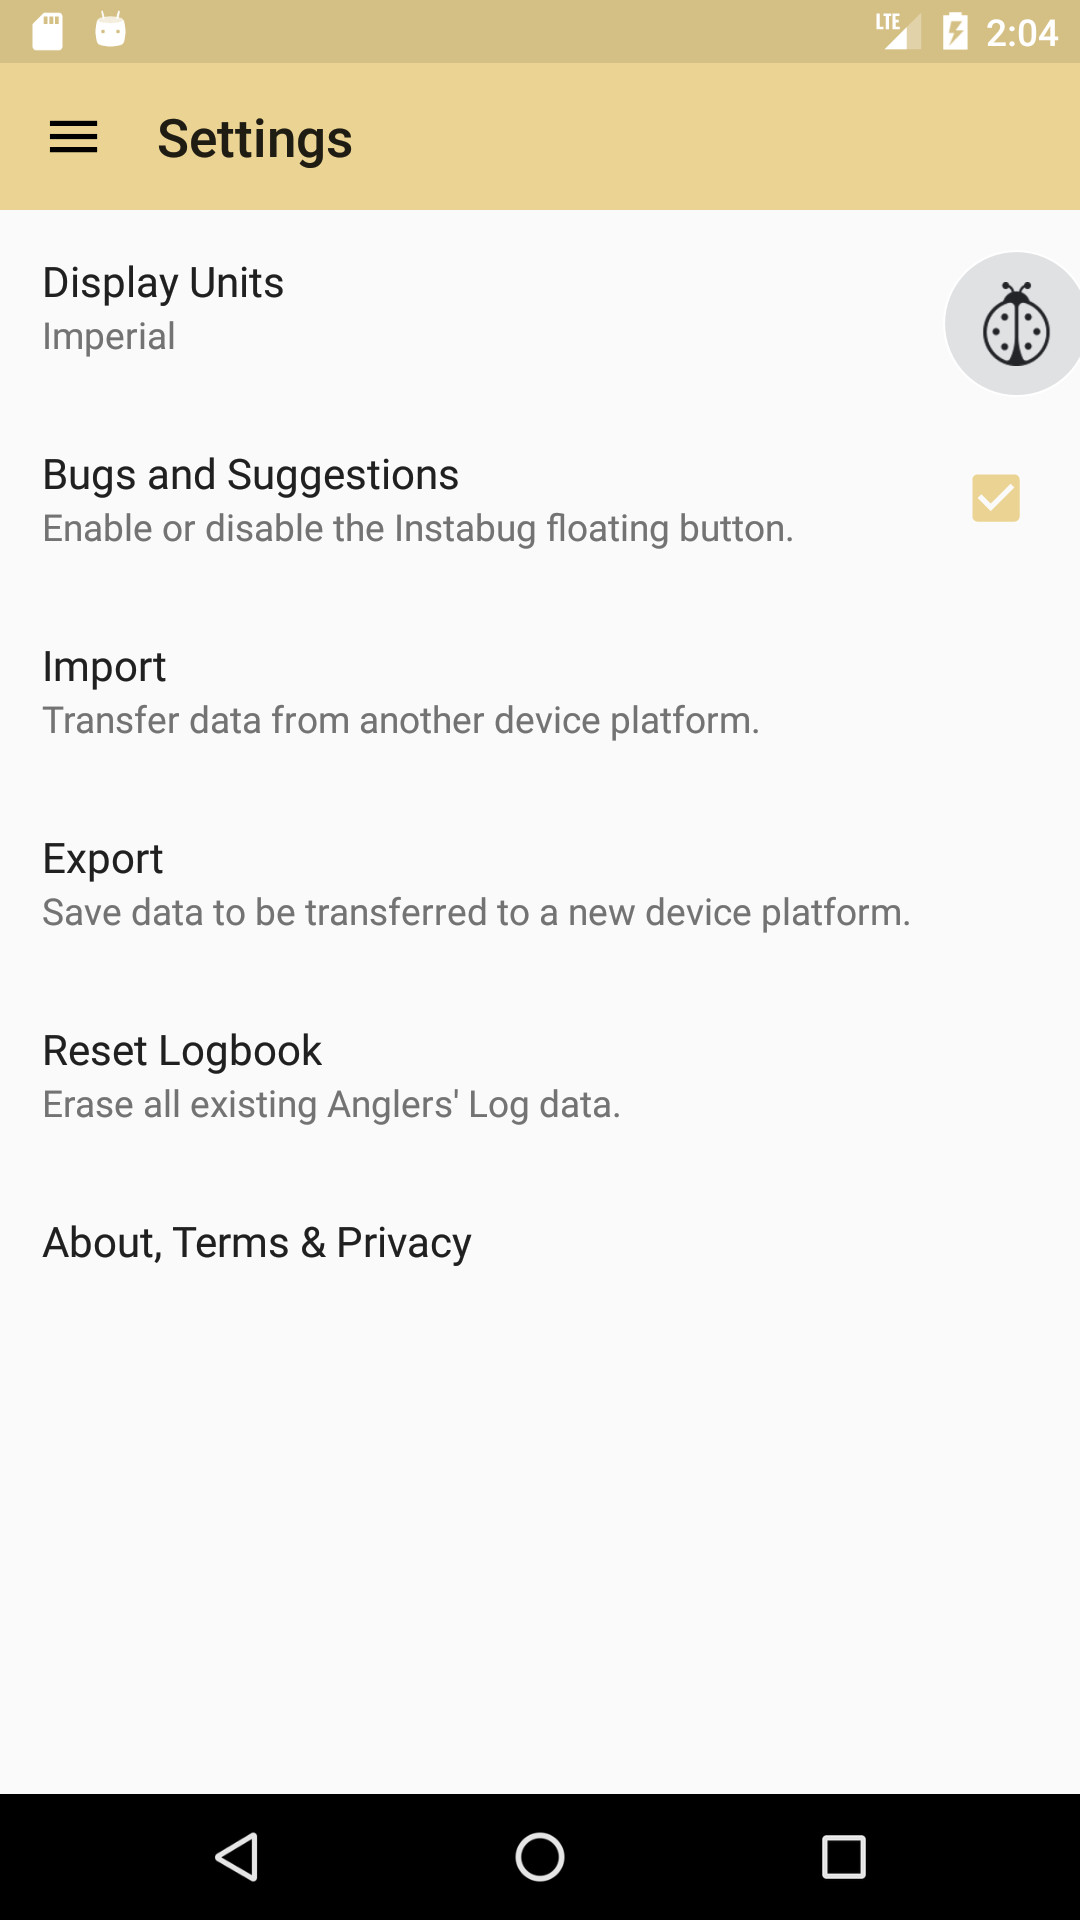 LTE 2:04
Settings
Display Units
Imperial
Bugs and Suggestions
Enable or disable the Instabug floating button.
Import
Transfer data from another device platform.
Export
Save data to be transferred to a new device platform.
Reset Logbook
Erase all existing Anglers' Log data.
About, Terms & Privacy